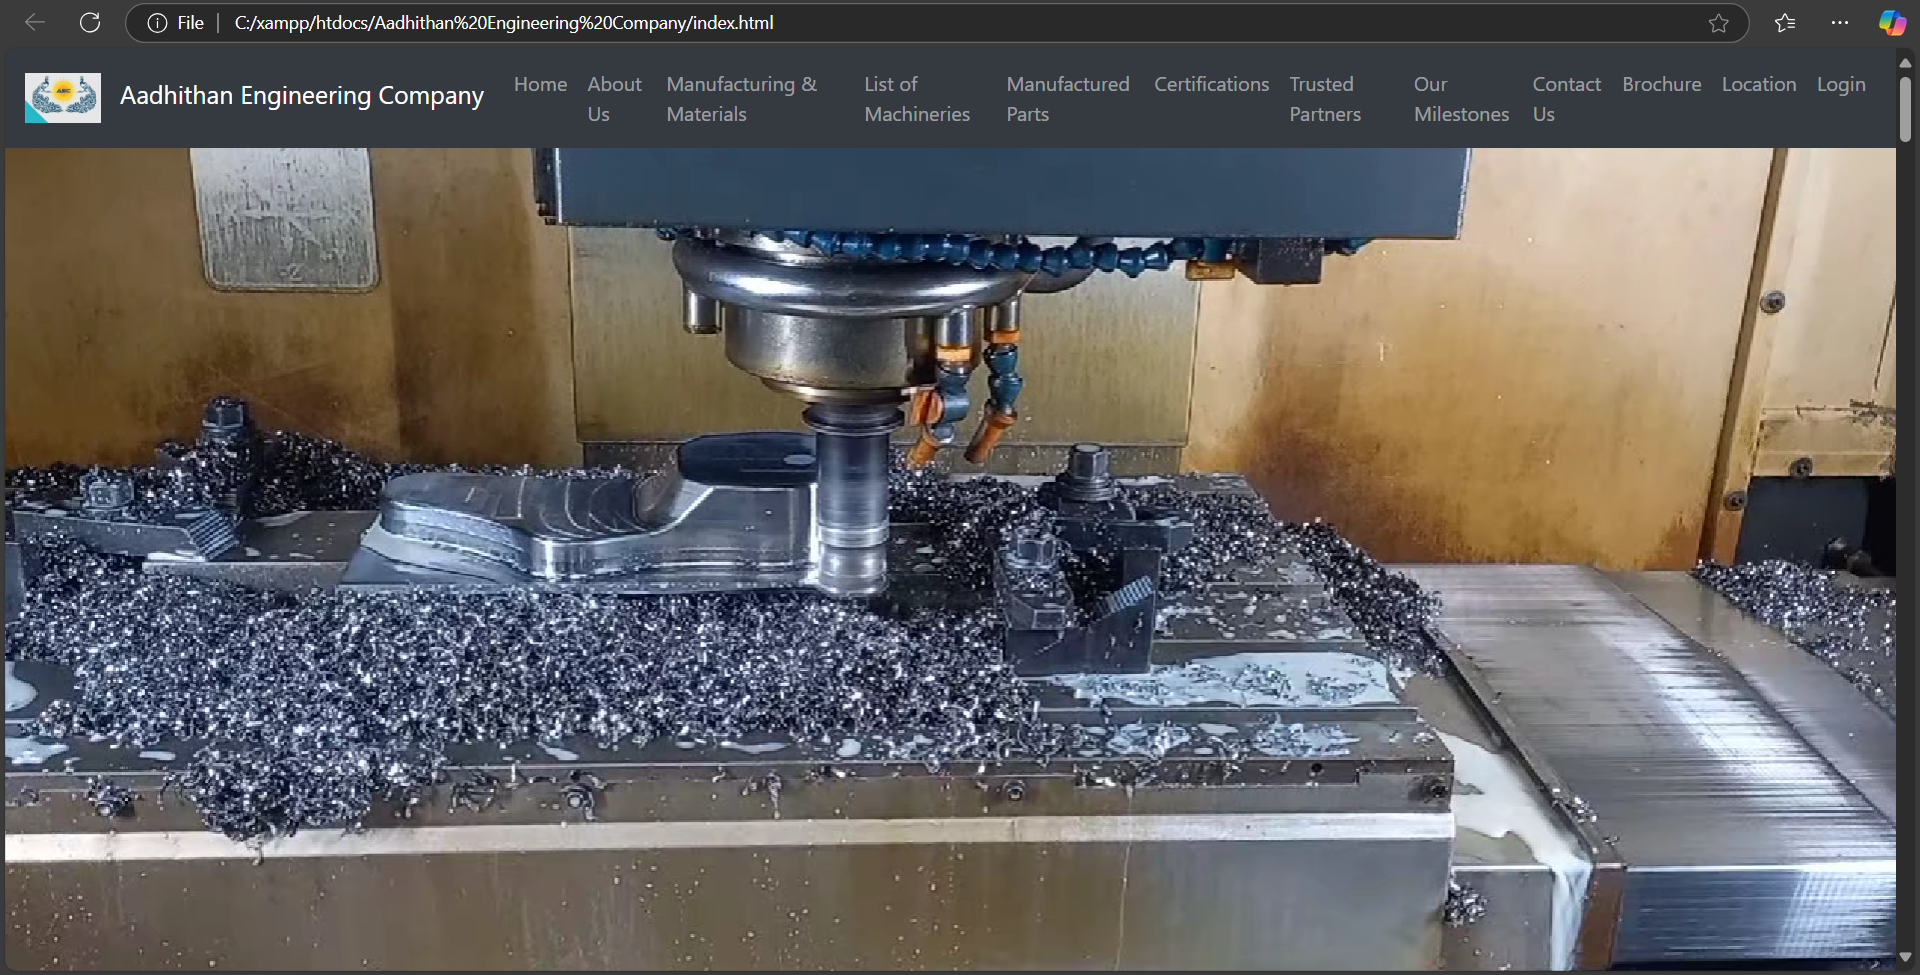 File
C:/xampp/htdocs/Aadhithan%20Engineering%20Company/index.html
AEC
Aadhithan Engineering Company
Home
About
Us
Manufacturing &
Materials
List of
Machineries
Manufactured
Parts
Certifications
Trusted
Partners
Our
Milestones
Contact
Us
Brochure
Location
Login